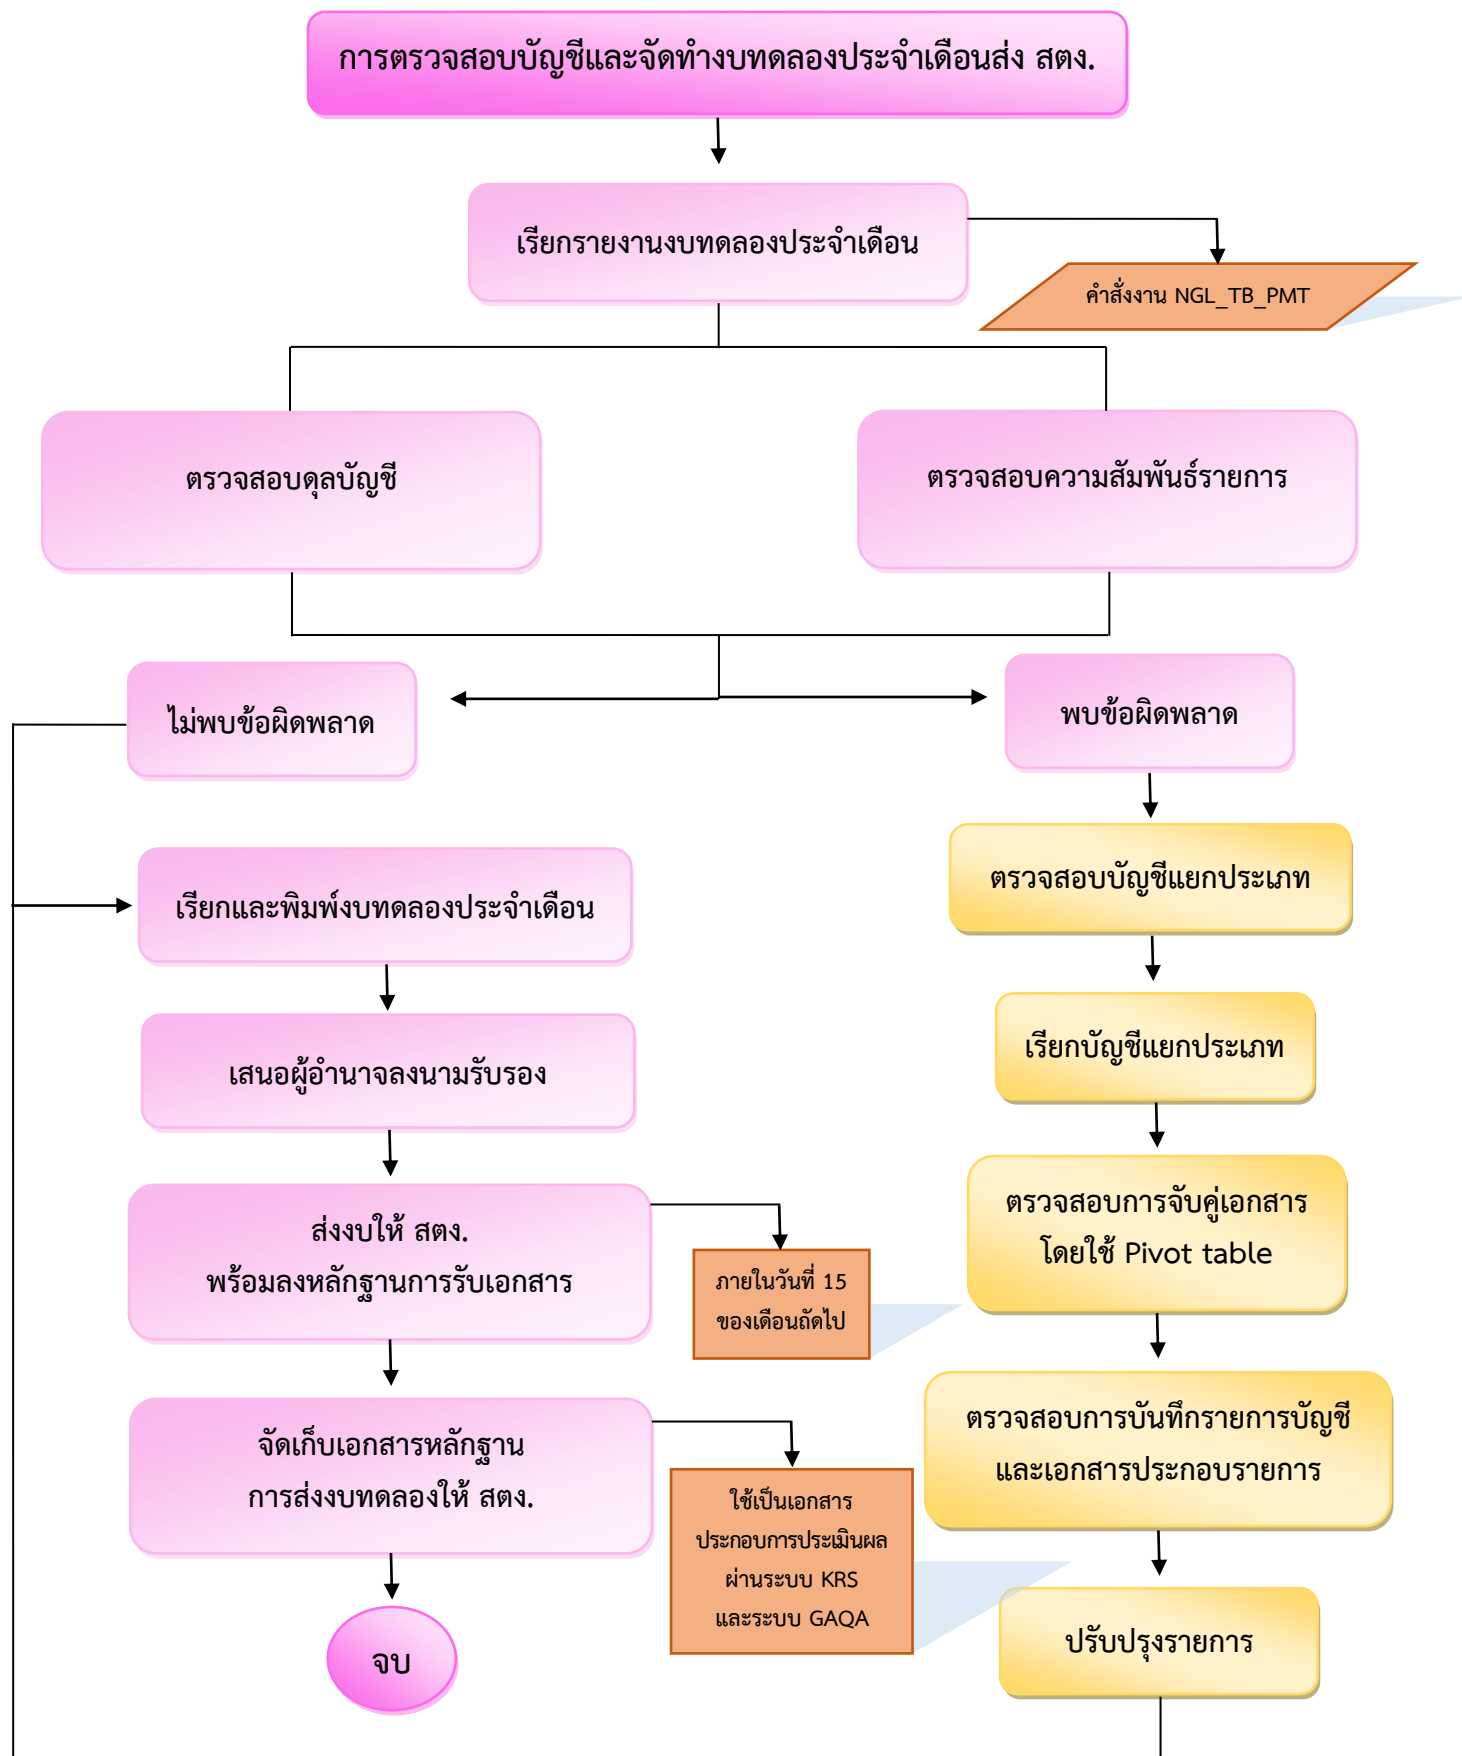 การตรวจสอบบัญชีและจัดทำงบทดลองประจำเดือนส่ง สตง.
เรียกรายงานงบทดลองประจำเดือน
คำสั่งงาน NGL_TB_PMT
ตรวจสอบดุลบัญชี
ตรวจสอบความสัมพันธ์รายการ
ไม่พบข้อผิดพลาด
พบข้อผิดพลาด
เรียกและพิมพ์งบทดลองประจำเดือน
เสนอผู้อำนาจลงนามรับรอง
ส่งงบให้ สตง.
พร้อมลงหลักฐานการรับเอกสาร
ภายในวันที่ 15
ของเดือนถัดไป
จัดเก็บเอกสารหลักฐาน
การส่งงบทดลองให้ สตง.
ใช้เป็นเอกสาร
ประกอบการประเมินผล
ผ่านระบบ KRS
และระบบ GAQA
จบ
ตรวจสอบบัญชีแยกประเภท
เรียกบัญชีแยกประเภท
ตรวจสอบการจับคู่เอกสาร
โดยใช้ Pivot table
ตรวจสอบการบันทึกรายการบัญชี
และเอกสารประกอบรายการ
ปรับปรุงรายการ